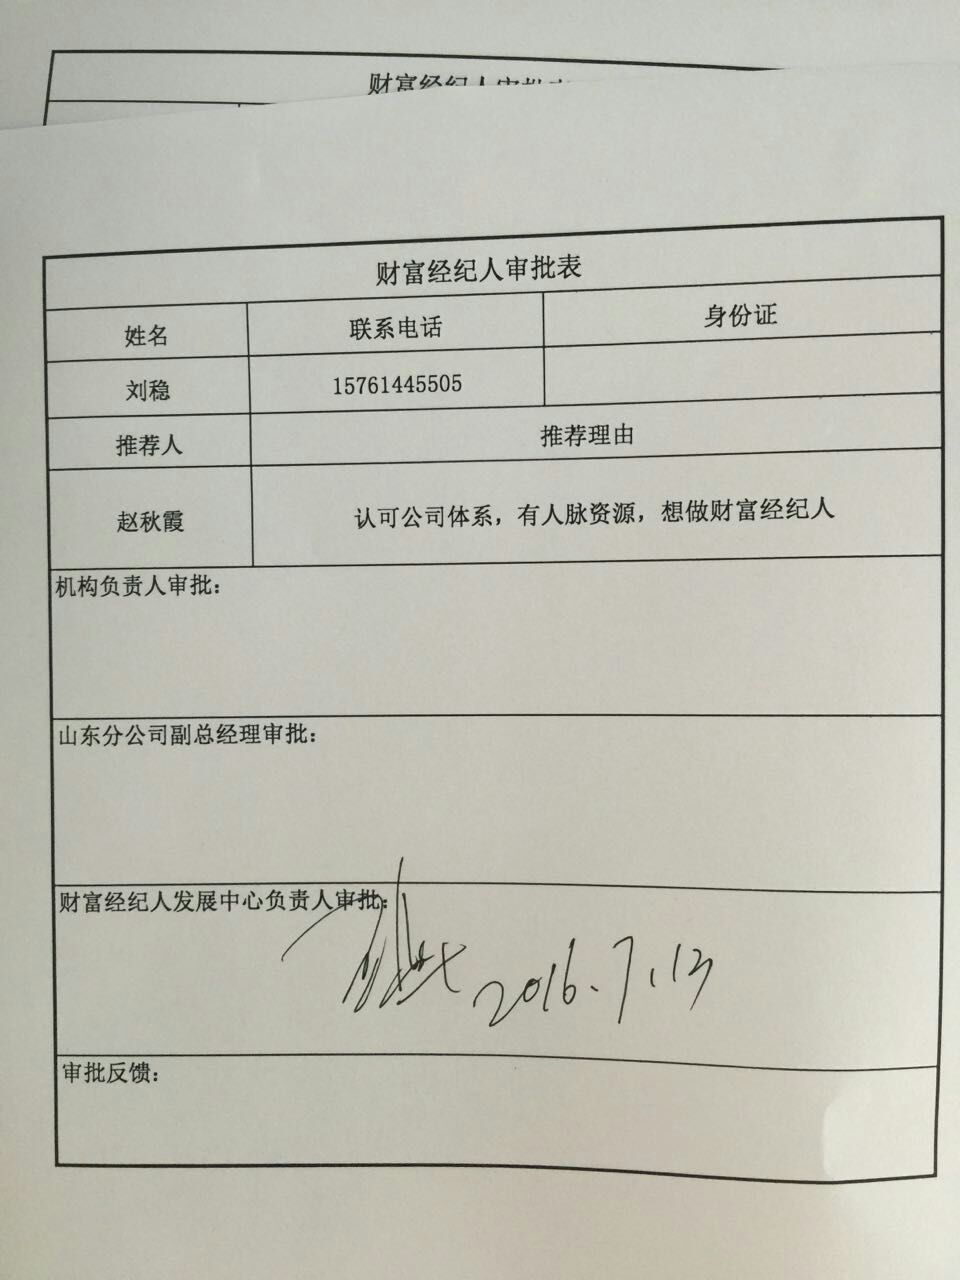 财富经纪人审批表
财富经纪人审批表
姓名 联系电话 身份证
刘稳 15761445505
推荐人 推荐理由
赵秋霞 认可公司体系，有人脉资源，想做财富经纪人
机构负责人审批：
山东分公司副总经理审批：
财富经纪人发展中心负责人审批：
2016.7.13
审批反馈：